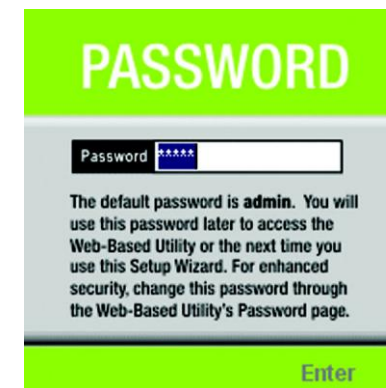 PASSWORD
Password *****
The default password is admin. You will
use this password later to access the
Web-Based Utility or the next time you
use this Setup Wizard. For enhanced
security, change this password through
the Web-Based Utility's Password page.
Enter